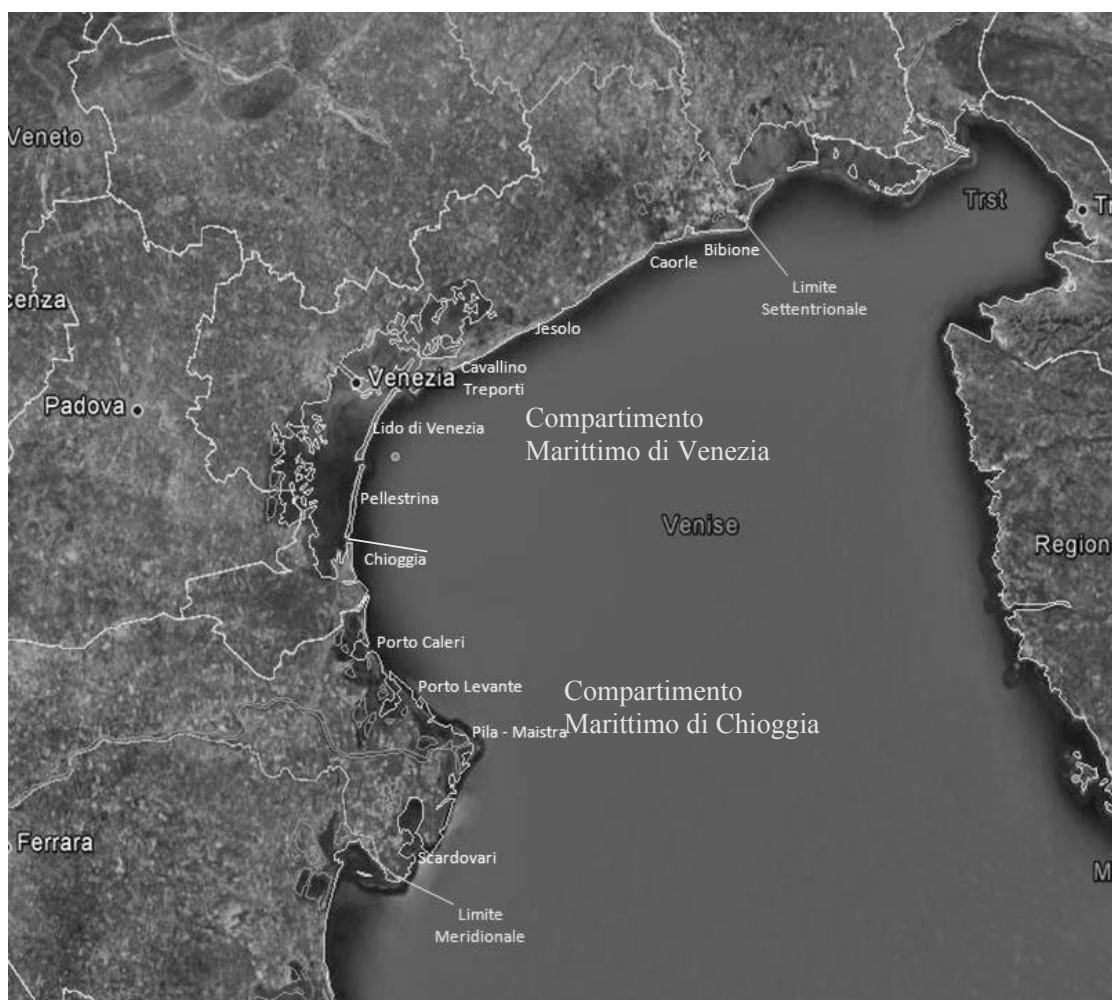 Veneto
Trst
Bibione
Caorle
Limite
Settentrionale
Jesolo
Cavallino
Treporti
Venezia
Padova
Compartimento
Marittimo di Venezia
Lido di Venezia
Pellestrina
Venise
Region
Chioggia
Porto Caleri
Porto Levante
Compartimento
Marittimo di Chioggia
Pila - Maistra
Ferrara
Scardovari
Limite
Meridionale